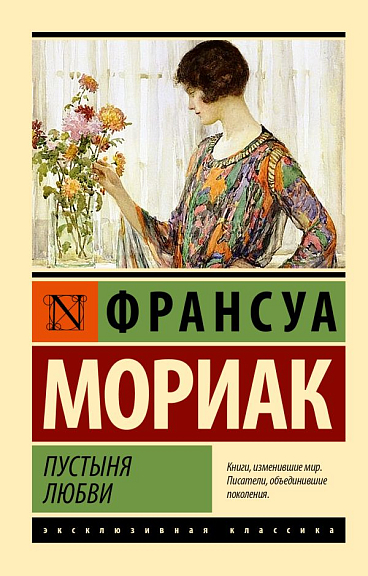 N ФРАНСУА
МОРИАК
ПУСТЫНЯ
ЛЮБВИ
Книги, изменившие мир.
Писатели, объединившие
поколения.
эксклюзивная классика